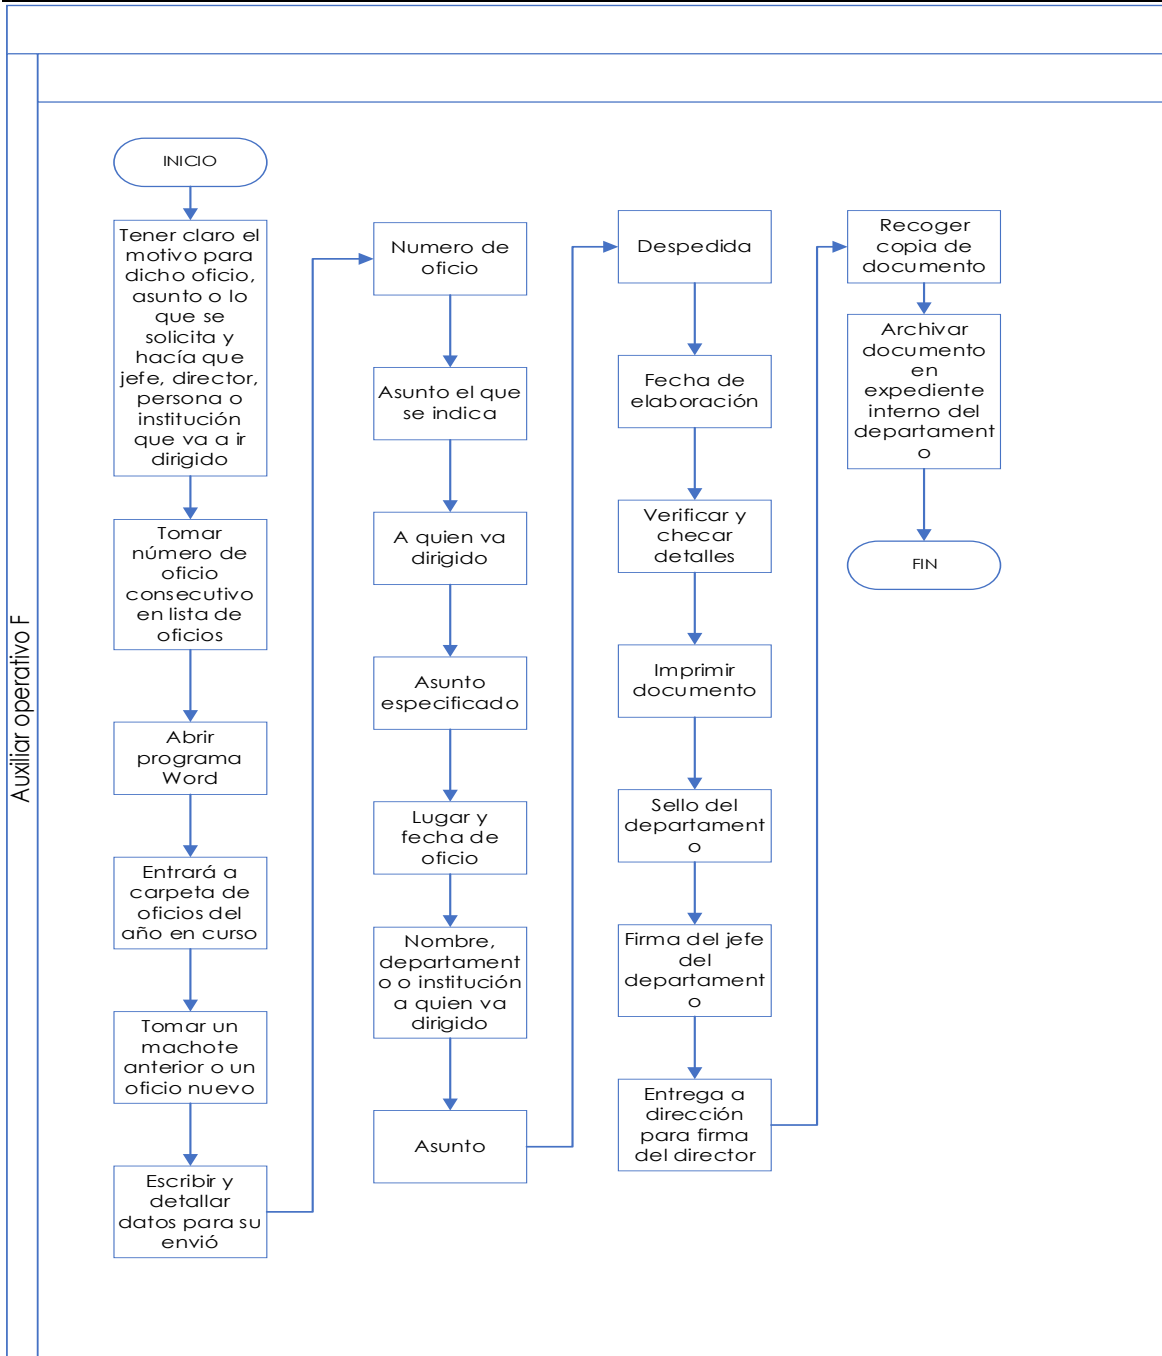 Auxiliar operativo F
INICIO
Tener claro el
motivo para
dicho oficio,
asunto o lo
que se
solicita y
hacía que
jefe, director,
persona o
institución
que va a ir
dirigido
Tomar
número de
oficio
consecutivo
en lista de
oficios
Abrir
programa
Word
Entrará a
carpeta de
oficios del
año en curso
Tomar un
machote
anterior o un
oficio nuevo
Escribir y
detallar
datos para su
envió
Numero de
oficio
Asunto el que
se indica
A quien va
dirigido
Asunto
especificado
Lugar y
fecha de
oficio
Nombre,
departament
o o institución
a quien va
dirigido
Asunto
Despedida
Fecha de
elaboración
Verificar y
checar
detalles
Imprimir
documento
Sello del
departament
o
Firma del jefe
del
departament
o
Entrega a
dirección
para firma
del director
Recoger
copia de
documento
Archivar
documento
en
expediente
interno del
departament
o
FIN